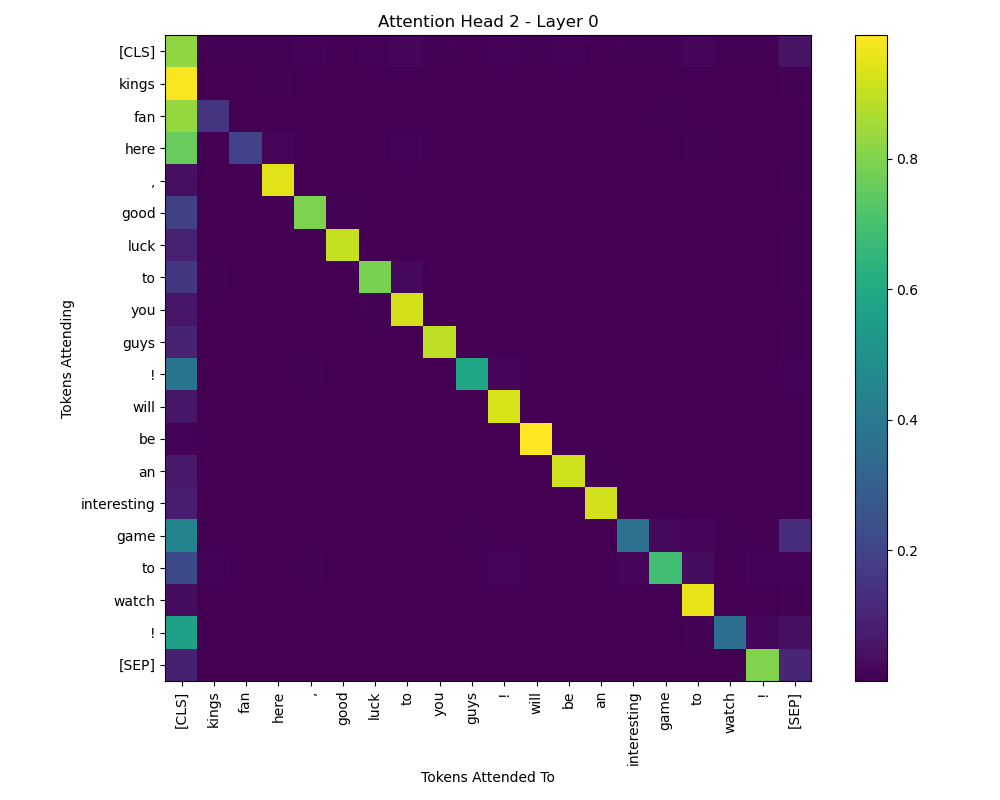 Attention Head 2 - Layer 0
[CLS]
kings
fan
here
,
good
luck
to
you
guys
!
will
be
an
interesting
game
to
watch
!
[SEP]
Tokens Attending
[CLS]
kings
fan
here
,
good
luck
to
you
guys
!
will
be
an
interesting
game
to
watch
!
[SEP]
Tokens Attended To
0.8
0.6
0.4
0.2